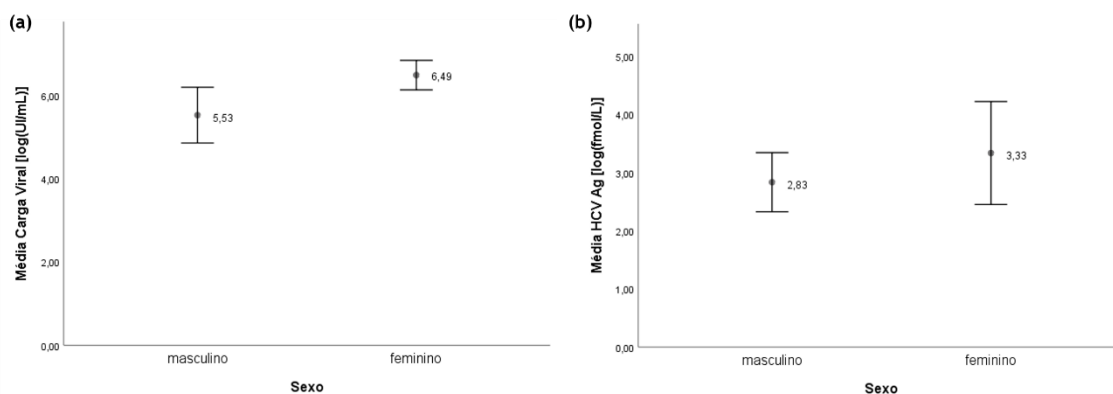 (a)
Média Carga Viral [log(UI/mL)]
6,00
4,00
2,00
0,00
5,53
6,49
masculino
feminino
Sexo
(b)
Média HCV Ag [log(fmol/L)]
5,00
4,00
3,00
2,00
1,00
0,00
2,83
3,33
masculino
feminino
Sexo